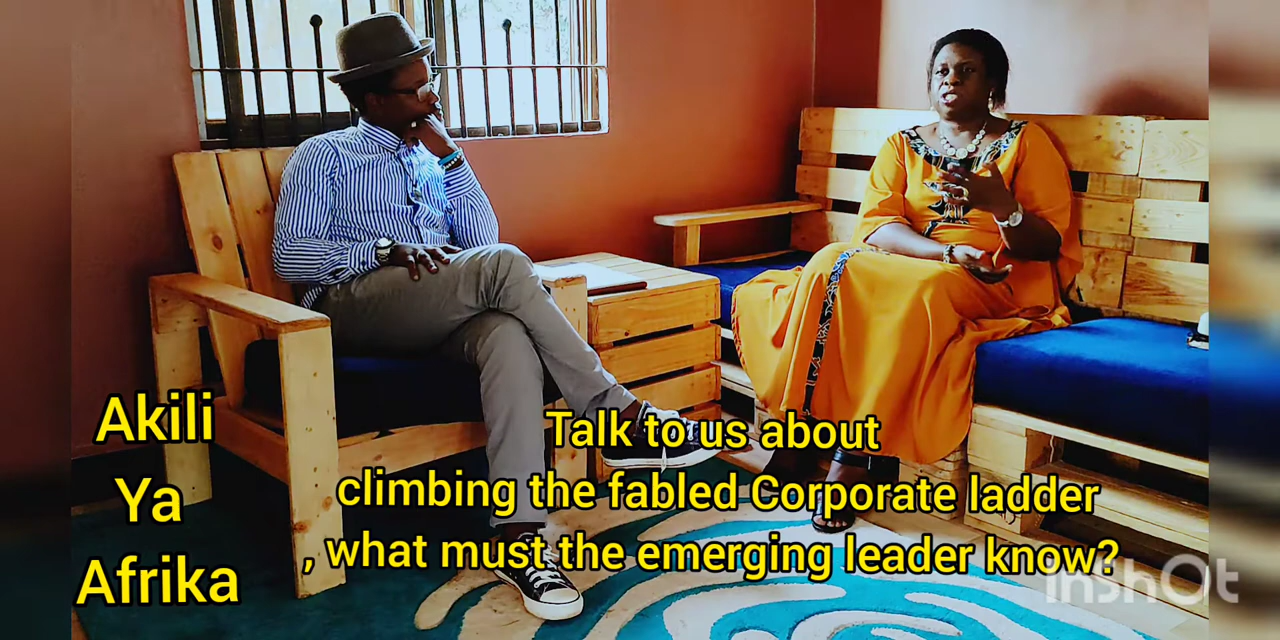 Akili
Ya
Afrika
Talk to us about
climbing the fabled Corporate ladder
, what must the emerging leader know?
InShOt